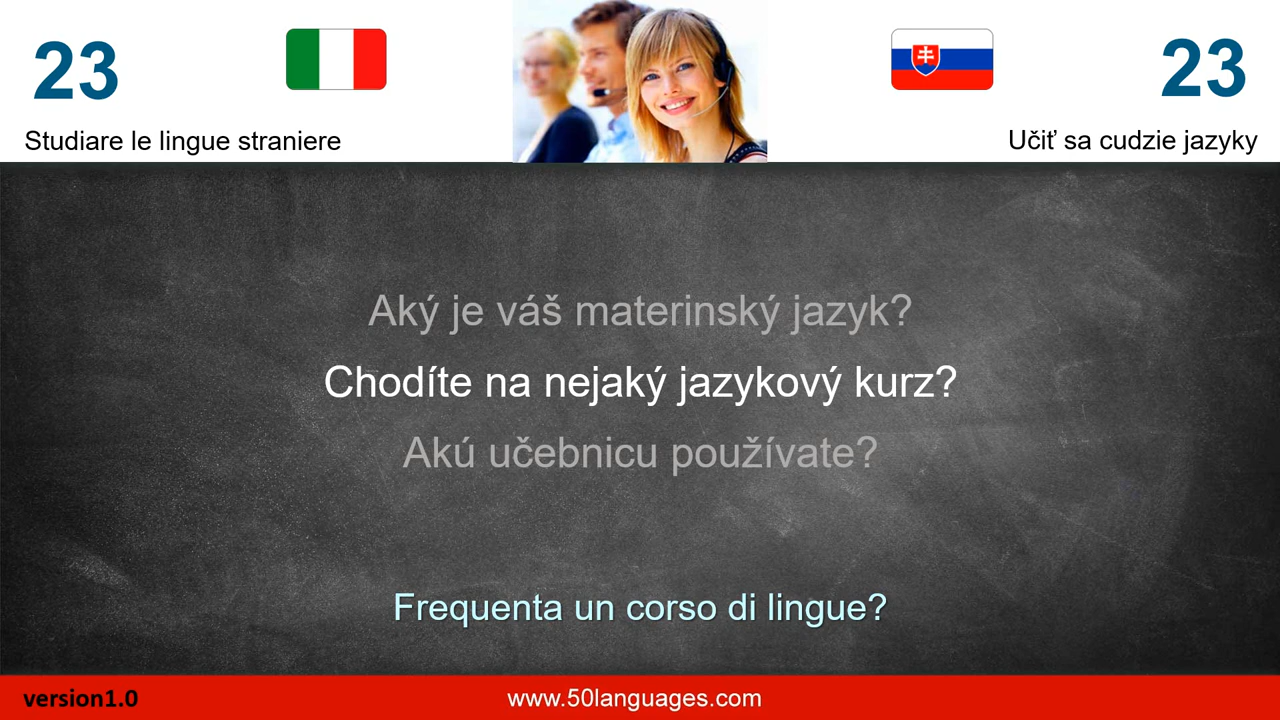 23
23
Studiare le lingue straniere
Učiť sa cudzie jazyky
Aký je váš materinský jazyk?
Chodíte na nejaký jazykový kurz?
Akú učebnicu používate?
Frequenta un corso di lingue?
version1.0
www.50languages.com